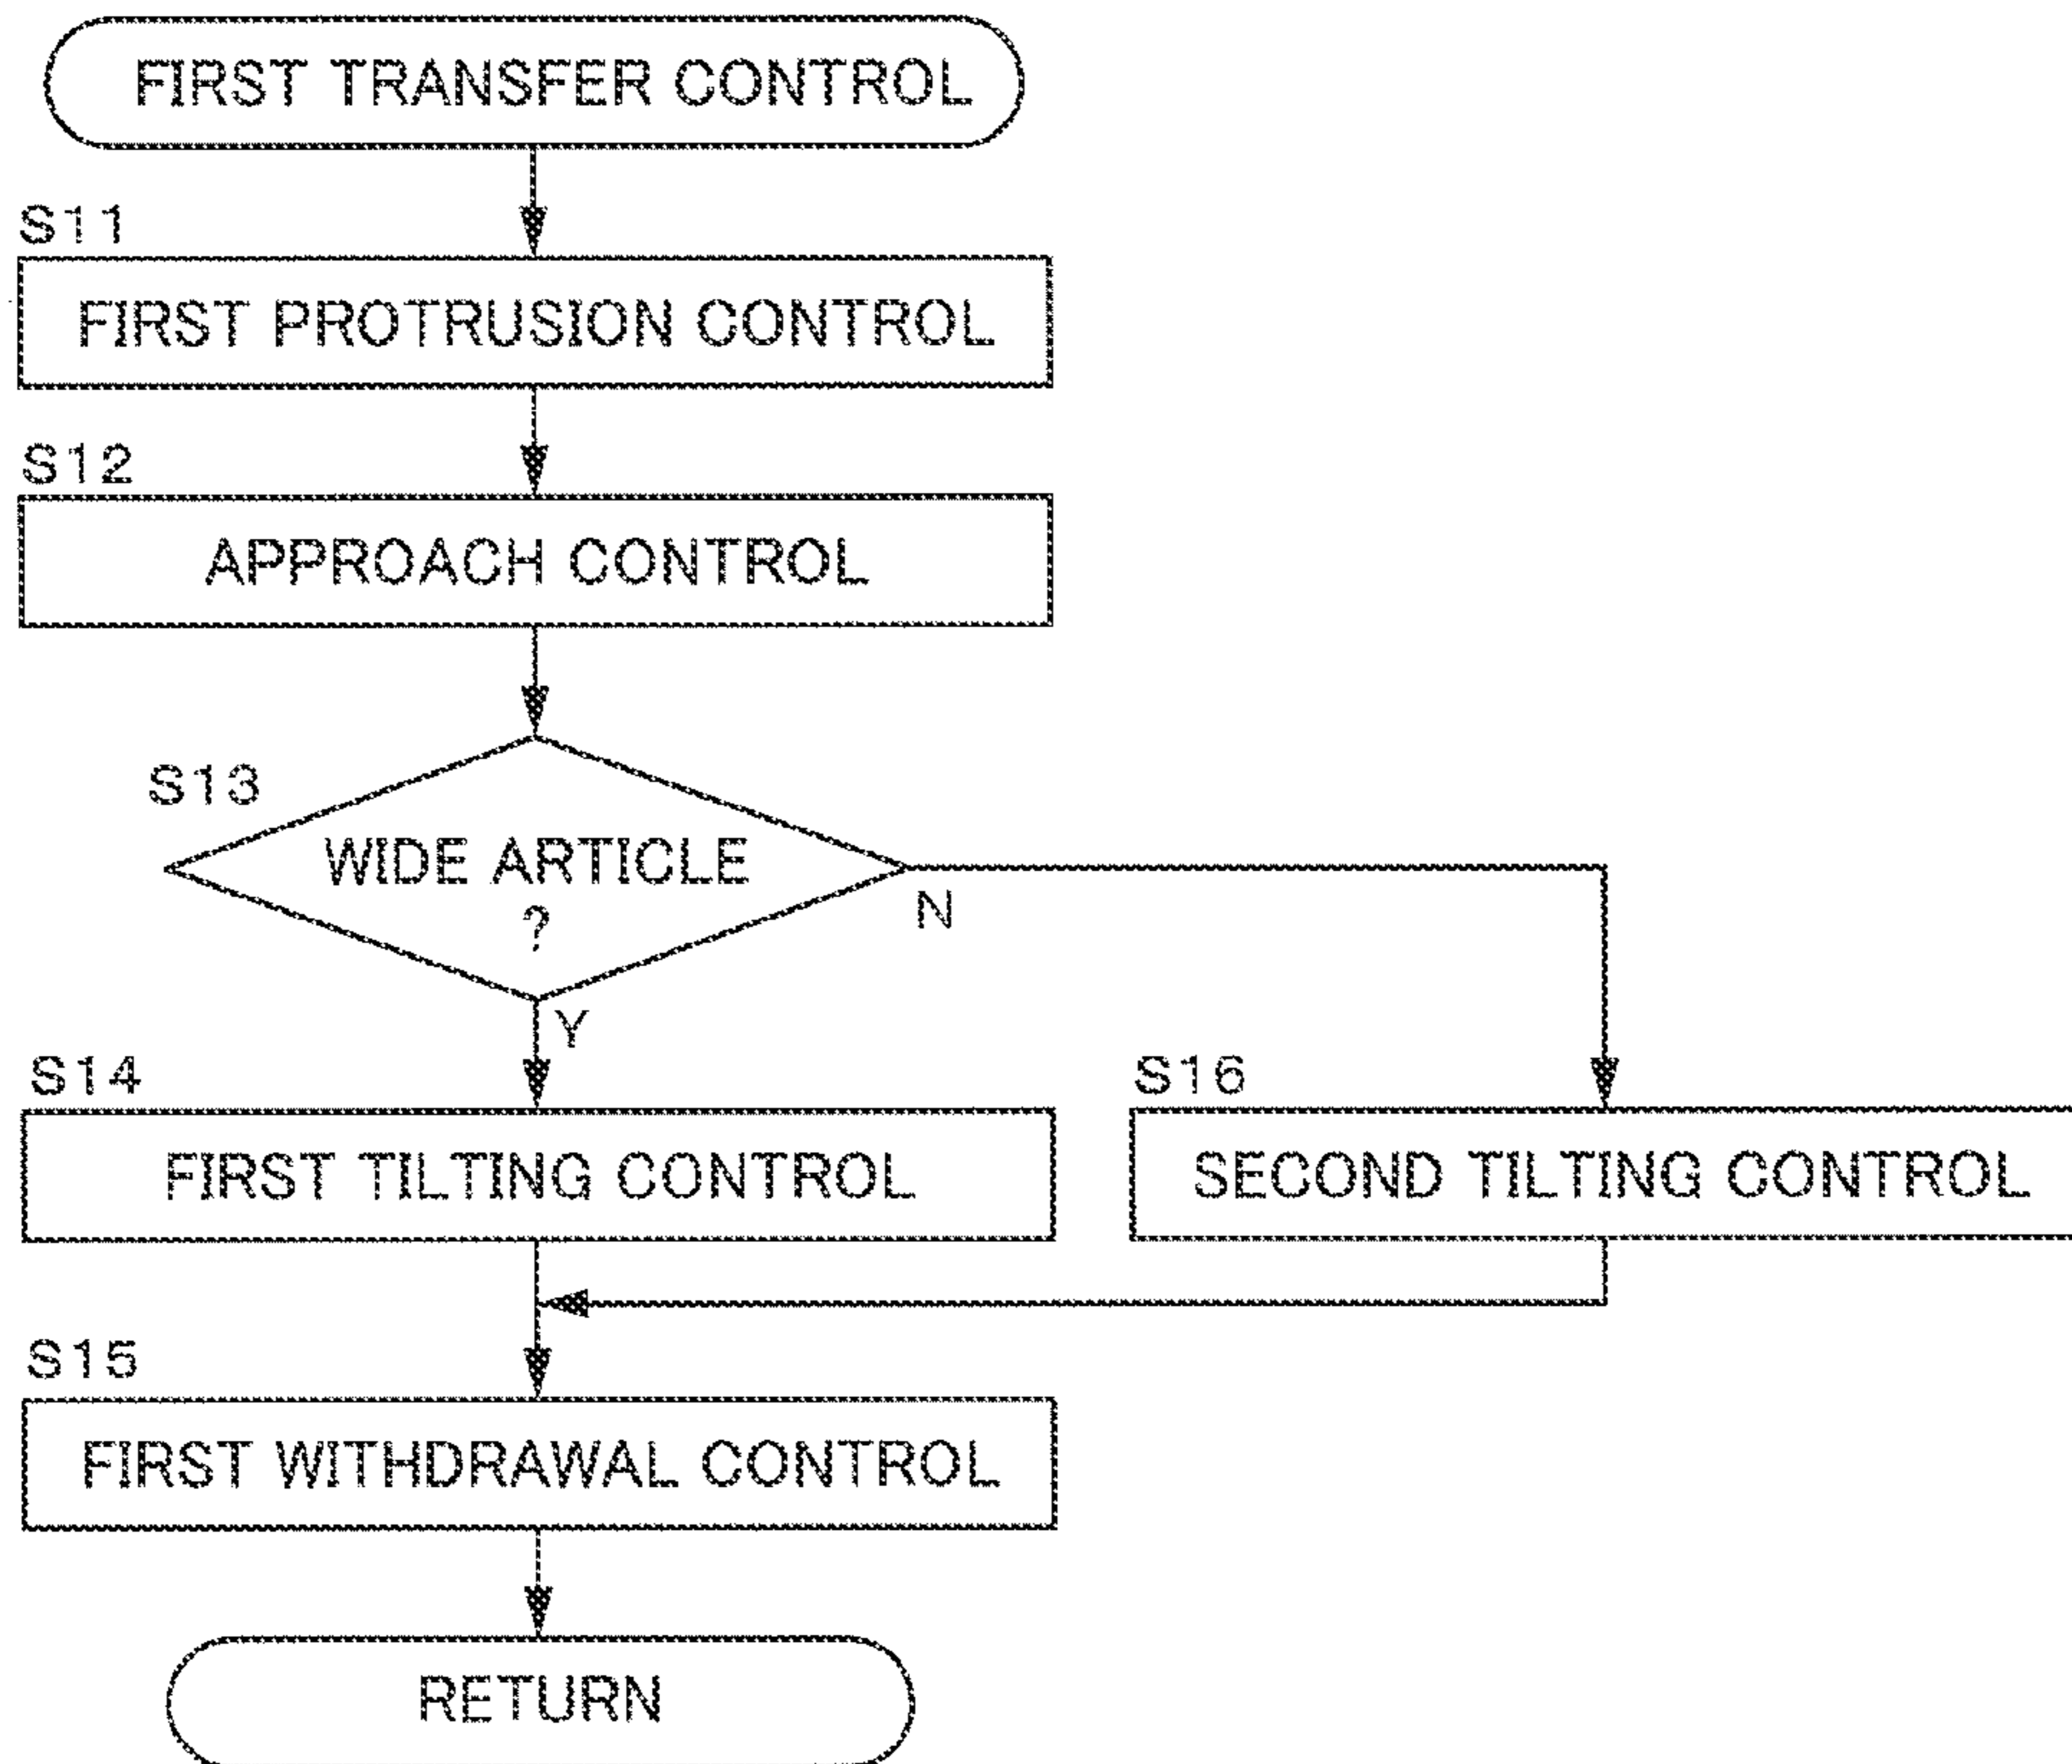 FIRST TRANSFER CONTROL
S11
FIRST PROTRUSION CONTROL
S12
APPROACH CONTROL
S13
WIDE ARTICLE
?
N
Y
S14
FIRST TILTING CONTROL
S16
SECOND TILTING CONTROL
S15
FIRST WITHDRAWAL CONTROL
RETURN